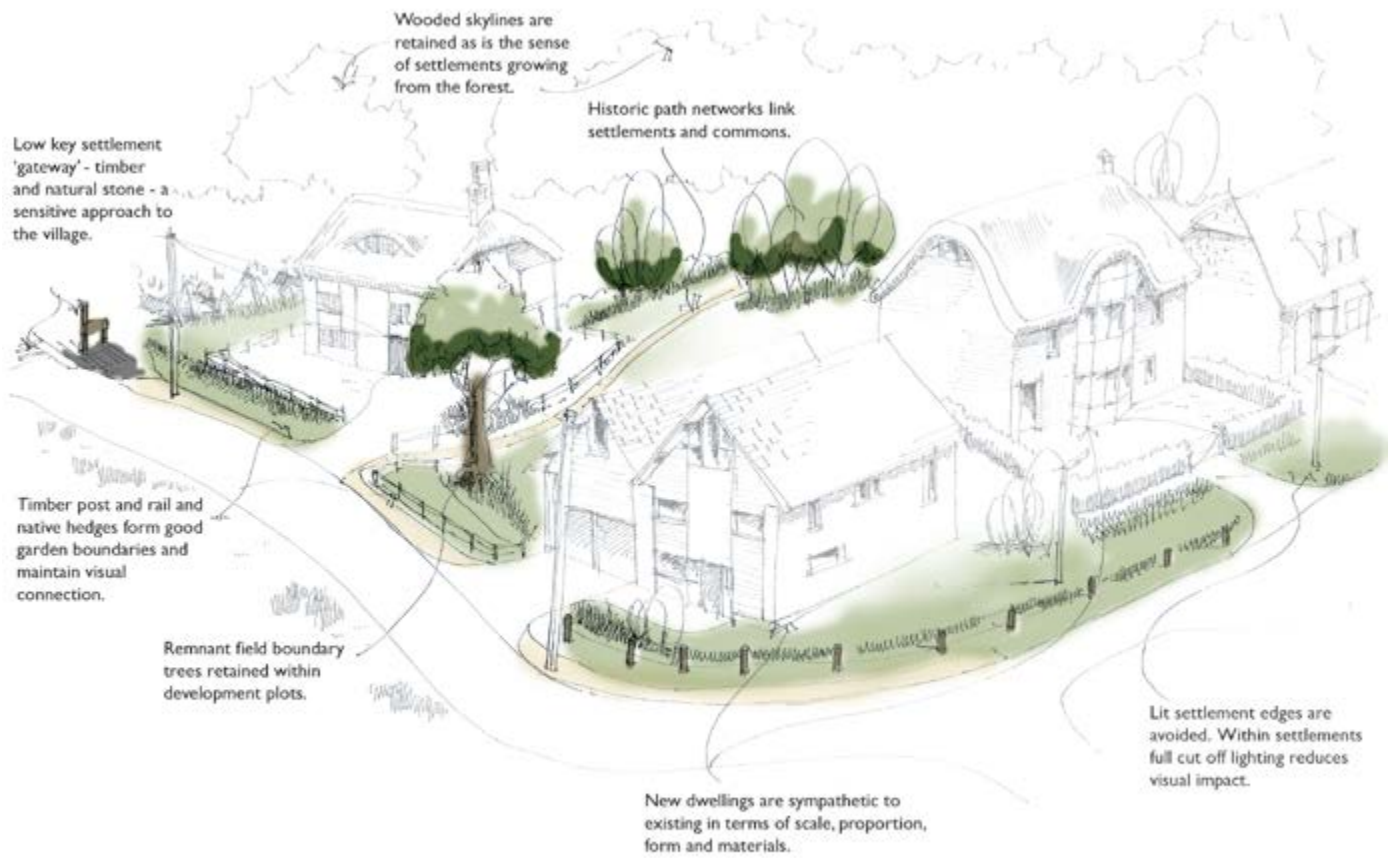 Wooded skylines are
retained as is the sense
of settlements growing
from the forest.
Historic path networks link
settlements and commons.
Low key settlement
'gateway' - timber
and natural stone - a
sensitive approach to
the village.
Timber post and rail and
native hedges form good
garden boundaries and
maintain visual
connection.
Remnant field boundary
trees retained within
development plots.
Lit settlement edges are
avoided. Within settlements
full cut off lighting reduces
visual impact.
New dwellings are sympathetic to
existing in terms of scale, proportion,
form and materials.